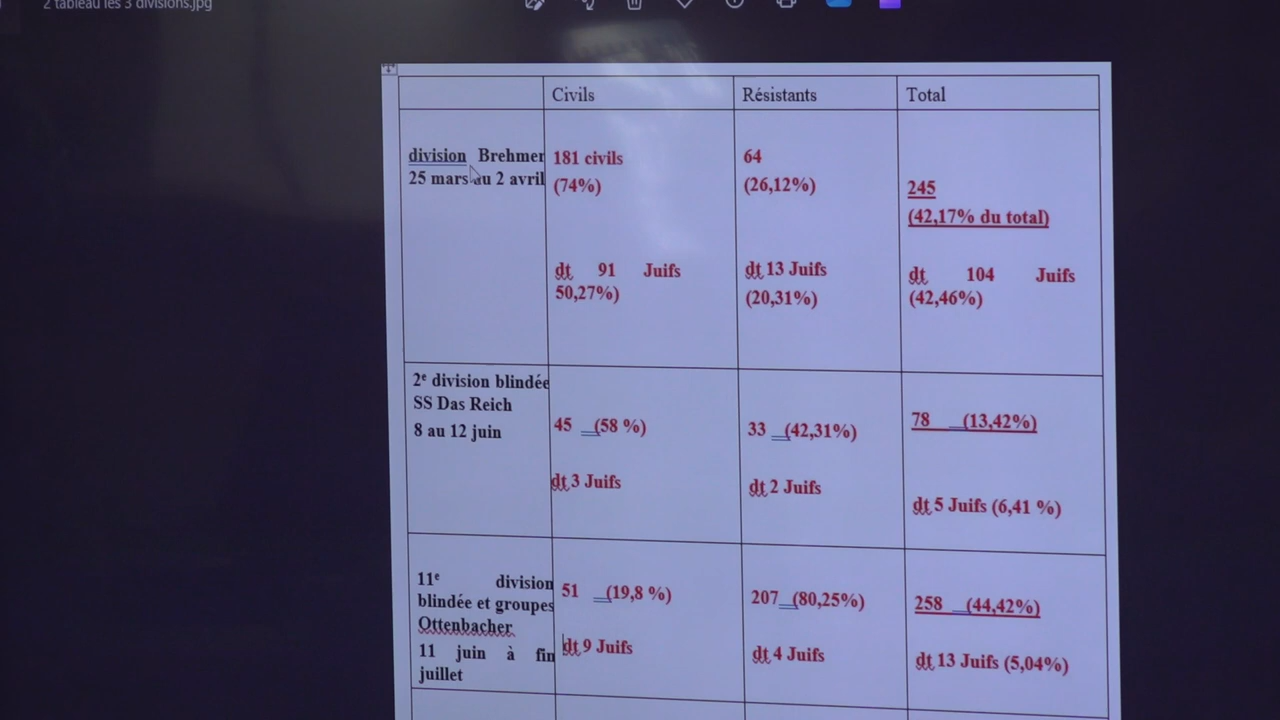 2 tableau les 3 divisions.jpg
Civils
Résistants
Total
division Brehmer
25 mars au 2 avril
181 civils
(74%)
dt 91 Juifs
50,27%)
64
(26,12%)
dt 13 Juifs
(20,31%)
245
(42,17% du total)
dt 104 Juifs
(42,46%)
2e division blindée
SS Das Reich
8 au 12 juin
45 (58 %)
dt 3 Juifs
33 (42,31%)
dt 2 Juifs
78 (13,42%)
dt 5 Juifs (6,41 %)
11e division
blindée et groupes
Ottenbacher
11 juin à fin
juillet
51 (19,8 %)
dt 9 Juifs
207 (80,25%)
dt 4 Juifs
258 (44,42%)
dt 13 Juifs (5,04%)